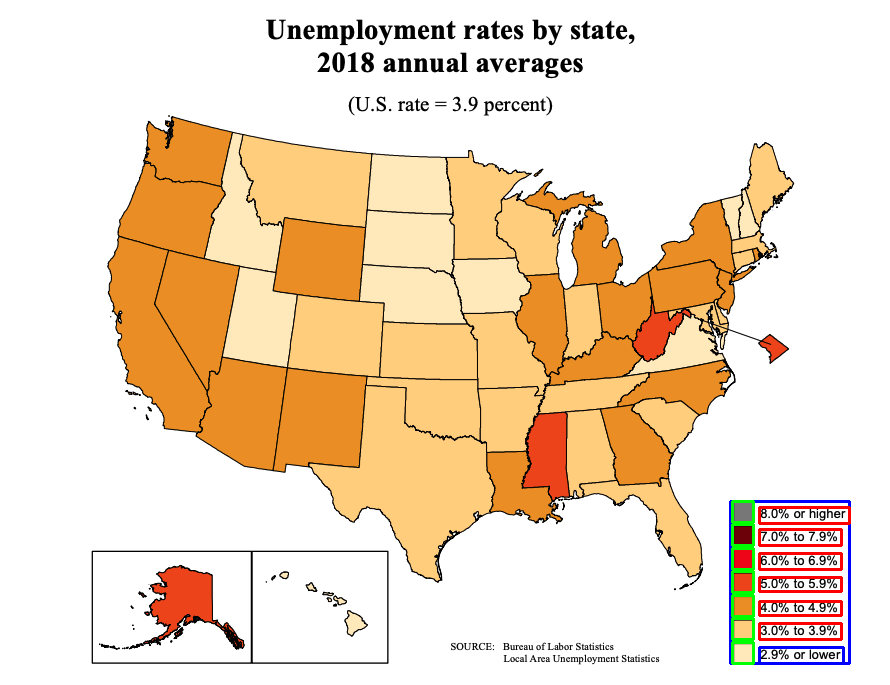 Unemployment rates by state,
2018 annual averages
(U.S. rate = 3.9 percent)
8.0% or higher
7.0% to 7.9%
6.0% to 6.9%
5.0% to 5.9%
4.0% to 4.9%
3.0% to 3.9%
2.9% or lower
SOURCE: Bureau of Labor Statistics
Local Area Unemployment Statistics